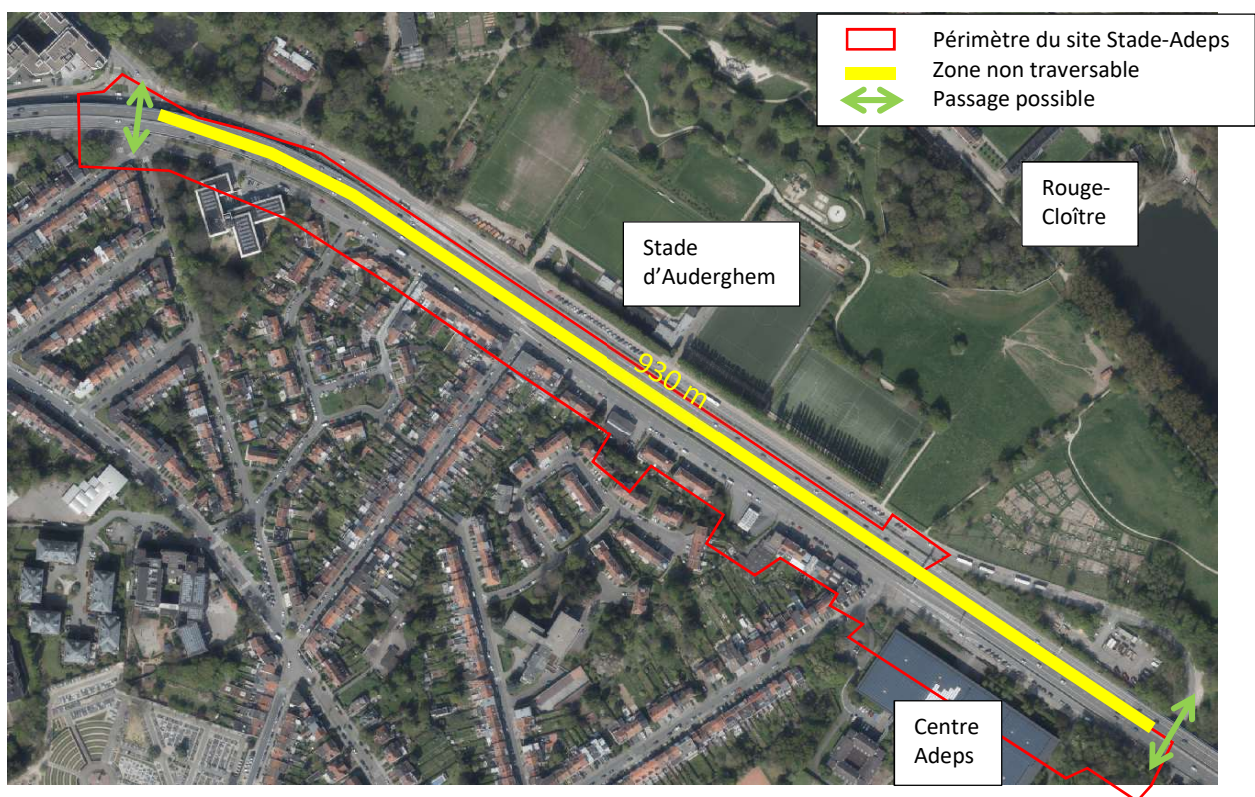 Périmètre du site Stade-Adeps
Zone non traversable
Passage possible
Rouge-
Cloître
Stade
d’Auderghem
930 m
Centre
Adeps